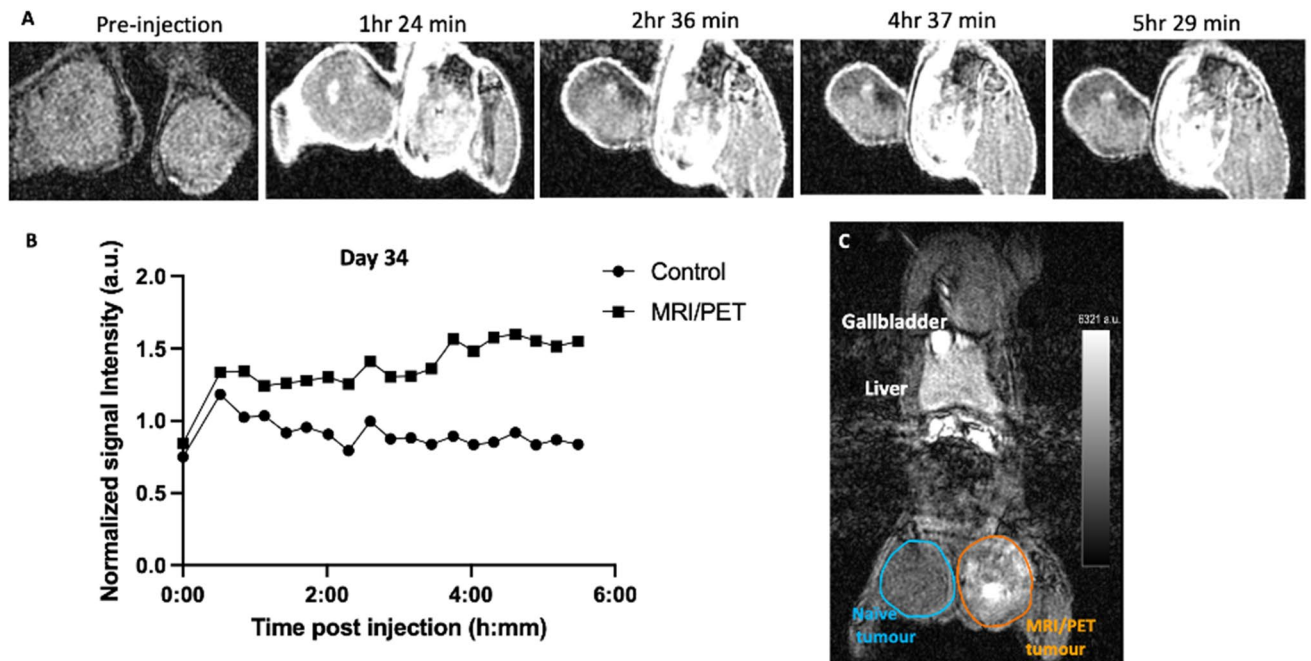 A
Pre-injection
1hr 24 min
2hr 36 min
4hr 37 min
5hr 29 min
B
Day 34
Normalized signal Intensity (a.u.)
2.0
1.5
1.0
0.5
0.0
0:00
2:00
4:00
6:00
Time post injection (h:mm)
Control
MRI/PET
C
Gallbladder
Liver
6321 a.u.
Naive
tumour
MRI/PET
tumour